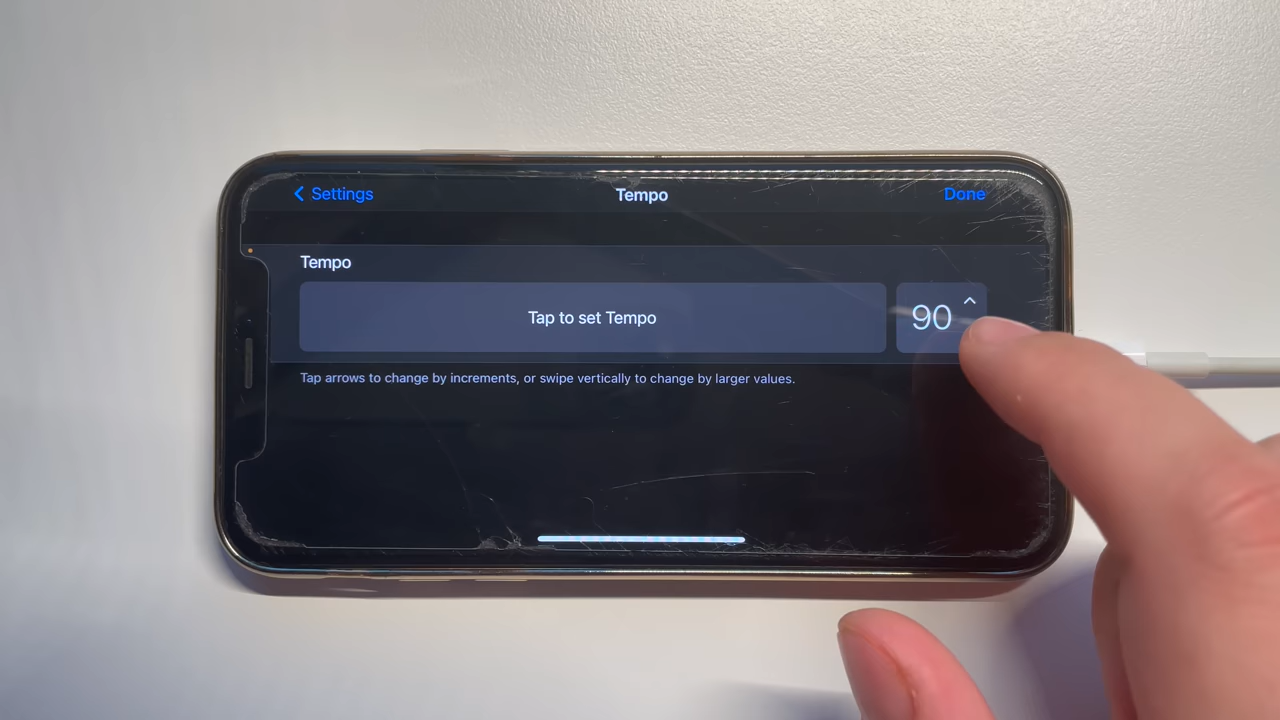 Settings
Tempo
Done
Tempo
Tap to set Tempo
90
Tap arrows to change by increments, or swipe vertically to change by larger values.